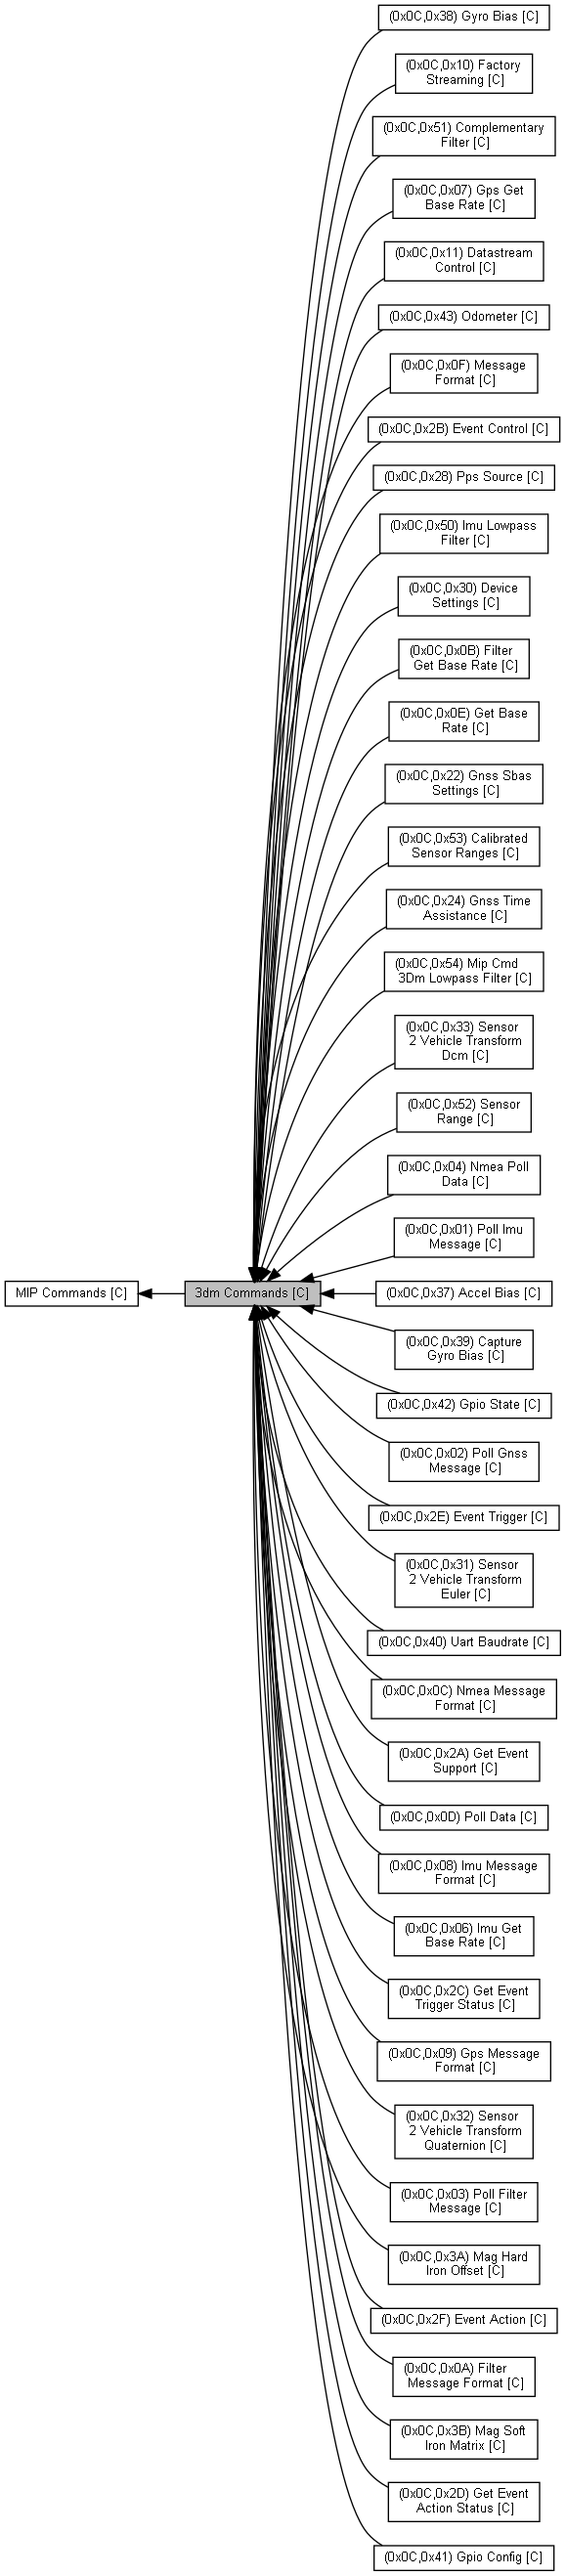 (0x0C,0x38) Gyro Bias [C]
(0x0C,0x10) Factory
Streaming [C]
(0x0C,0x51) Complementary
Filter [C]
(0x0C,0x07) Gps Get
Base Rate [C]
(0x0C,0x11) Datastream
Control [C]
(0x0C,0x43) Odometer [C]
(0x0C,0x0F) Message
Format [C]
(0x0C,0x2B) Event Control [C]
(0x0C,0x28) Pps Source [C]
(0x0C,0x50) Imu Lowpass
Filter [C]
(0x0C,0x30) Device
Settings [C]
(0x0C,0x0B) Filter
Get Base Rate [C]
(0x0C,0x0E) Get Base
Rate [C]
(0x0C,0x22) Gnss Sbas
Settings [C]
(0x0C,0x53) Calibrated
Sensor Ranges [C]
(0x0C,0x24) Gnss Time
Assistance [C]
(0x0C,0x54) Mip Cmd
3Dm Lowpass Filter [C]
(0x0C,0x33) Sensor
2 Vehicle Transform
Dcm [C]
(0x0C,0x52) Sensor
Range [C]
(0x0C,0x04) Nmea Poll
Data [C]
(0x0C,0x01) Poll Imu
Message [C]
MIP Commands [C]
3dm Commands [C]
(0x0C,0x37) Accel Bias [C]
(0x0C,0x39) Capture
Gyro Bias [C]
(0x0C,0x42) Gpio State [C]
(0x0C,0x02) Poll Gnss
Message [C]
(0x0C,0x2E) Event Trigger [C]
(0x0C,0x31) Sensor
2 Vehicle Transform
Euler [C]
(0x0C,0x40) Uart Baudrate [C]
(0x0C,0x0C) Nmea Message
Format [C]
(0x0C,0x2A) Get Event
Support [C]
(0x0C,0x0D) Poll Data [C]
(0x0C,0x08) Imu Message
Format [C]
(0x0C,0x06) Imu Get
Base Rate [C]
(0x0C,0x2C) Get Event
Trigger Status [C]
(0x0C,0x09) Gps Message
Format [C]
(0x0C,0x32) Sensor
2 Vehicle Transform
Quaternion [C]
(0x0C,0x03) Poll Filter
Message [C]
(0x0C,0x3A) Mag Hard
Iron Offset [C]
(0x0C,0x2F) Event Action [C]
(0x0C,0x0A) Filter
Message Format [C]
(0x0C,0x3B) Mag Soft
Iron Matrix [C]
(0x0C,0x2D) Get Event
Action Status [C]
(0x0C,0x41) Gpio Config [C]